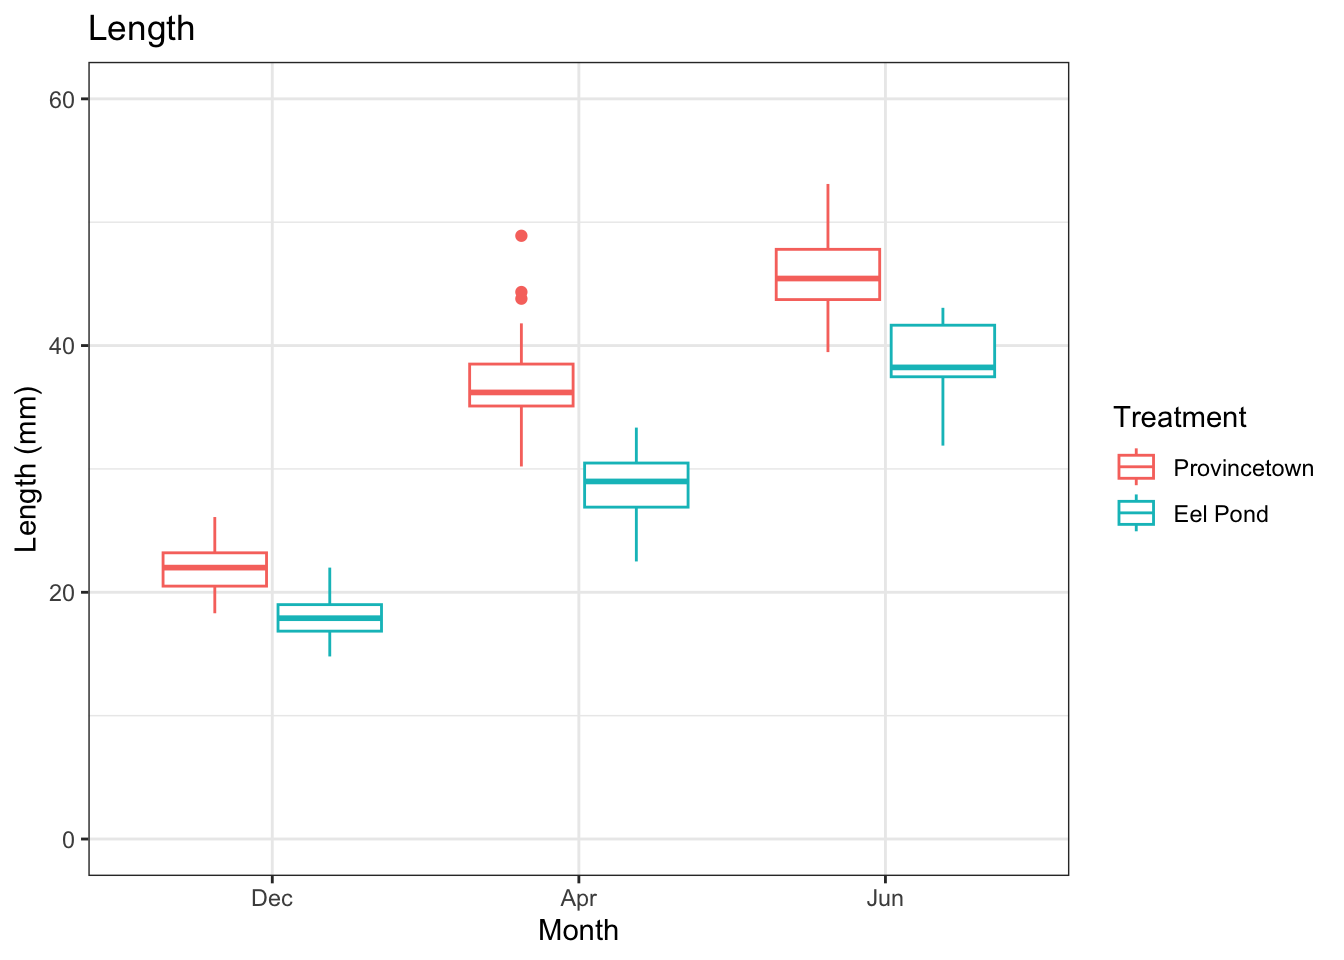 Length
60
40
20
0
Length (mm)
Dec
Apr
Jun
Month
Treatment
Provincetown
Eel Pond